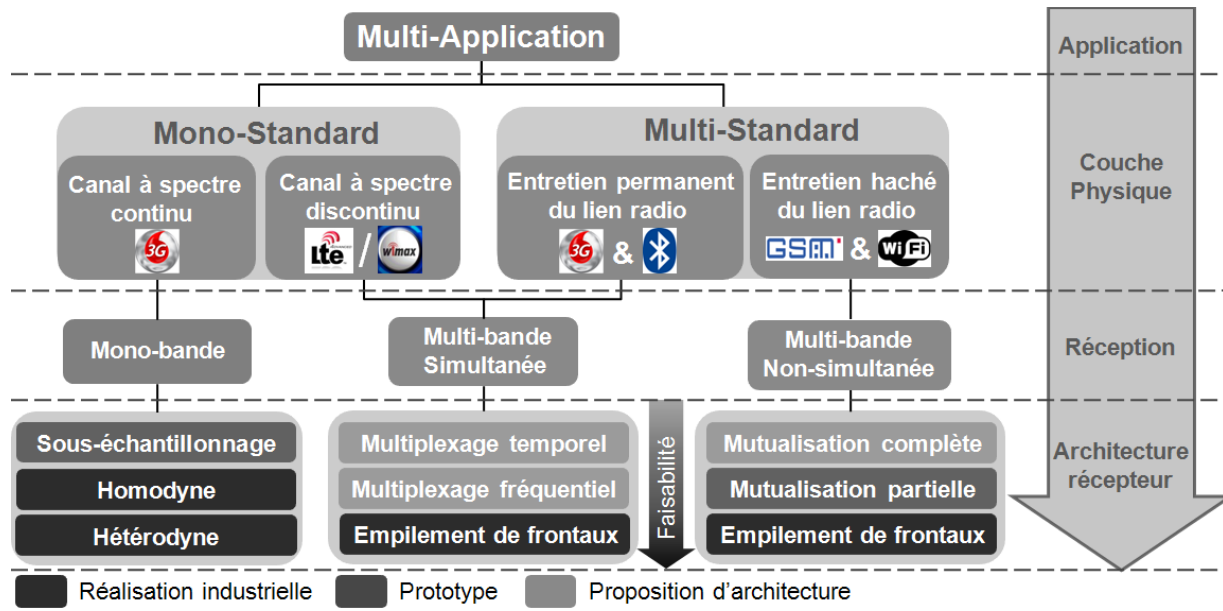 Multi-Application
Application
Mono-Standard
Multi-Standard
Canal à spectre
continu
3G
Canal à spectre
discontinu
lte / wimax
Entretien permanent
du lien radio
3G &
Entretien haché
du lien radio
GSM & WiFi
Couche
Physique
Mono-bande
Multi-bande
Simultanée
Multi-bande
Non-simultanée
Réception
Sous-échantillonnage
Homodyne
Hétérodyne
Multiplexage temporel
Multiplexage fréquentiel
Empilement de frontaux
Faisabilité
Mutualisation complète
Mutualisation partielle
Empilement de frontaux
Architecture
récepteur
Réalisation industrielle
Prototype
Proposition d'architecture